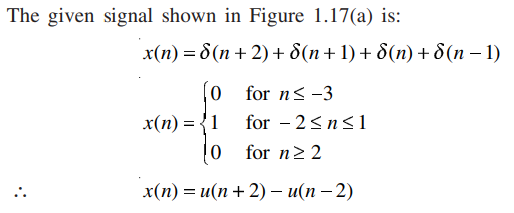 The given signal shown in Figure 1.17(a) is:
x(n) = δ(n + 2) + δ(n + 1) + δ(n) + δ(n − 1)
x(n) = {0 for n ≤ −3
1 for − 2 ≤ n ≤ 1
0 for n ≥ 2
∴ x(n) = u(n + 2) − u(n − 2)